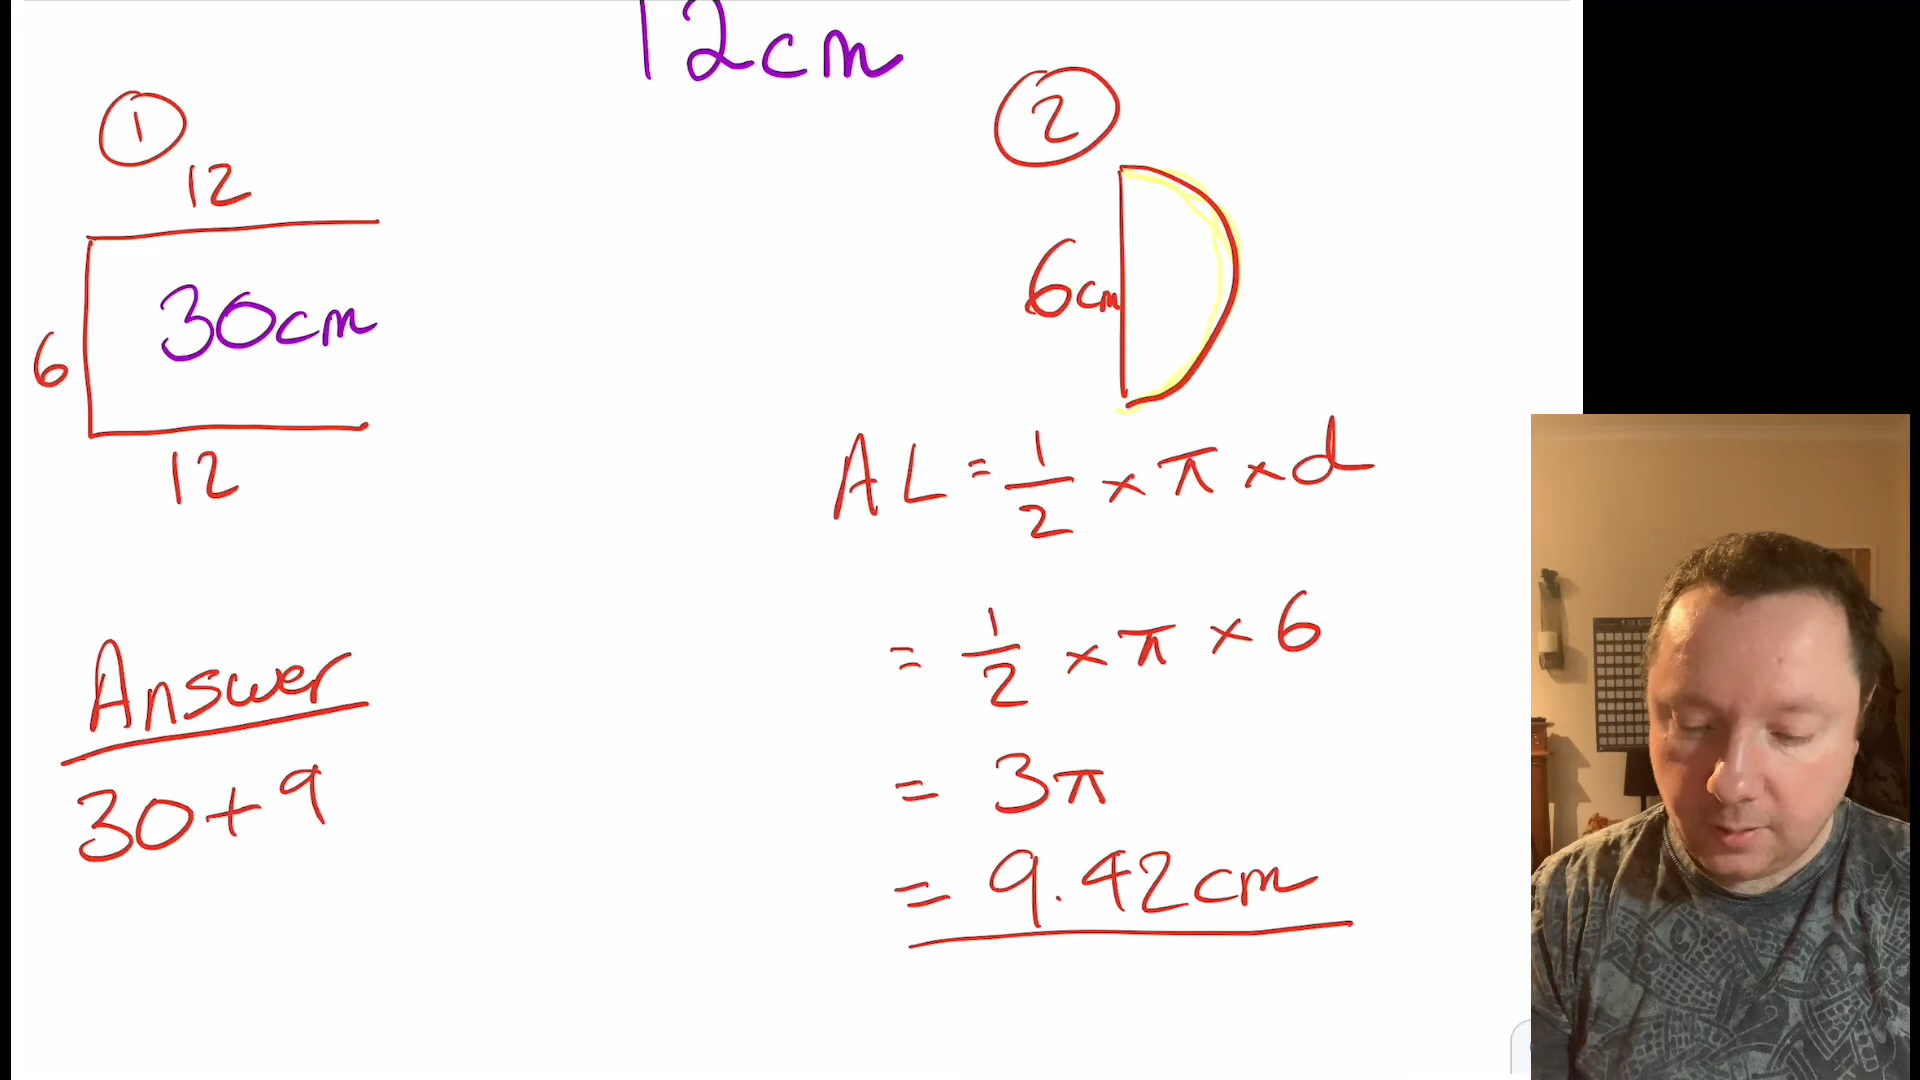 12cm
①
12
6
30cm
12
Answer
30+9
②
6cm
AL = 1/2 × π × d
= 1/2 × π × 6
= 3π
= 9.42cm